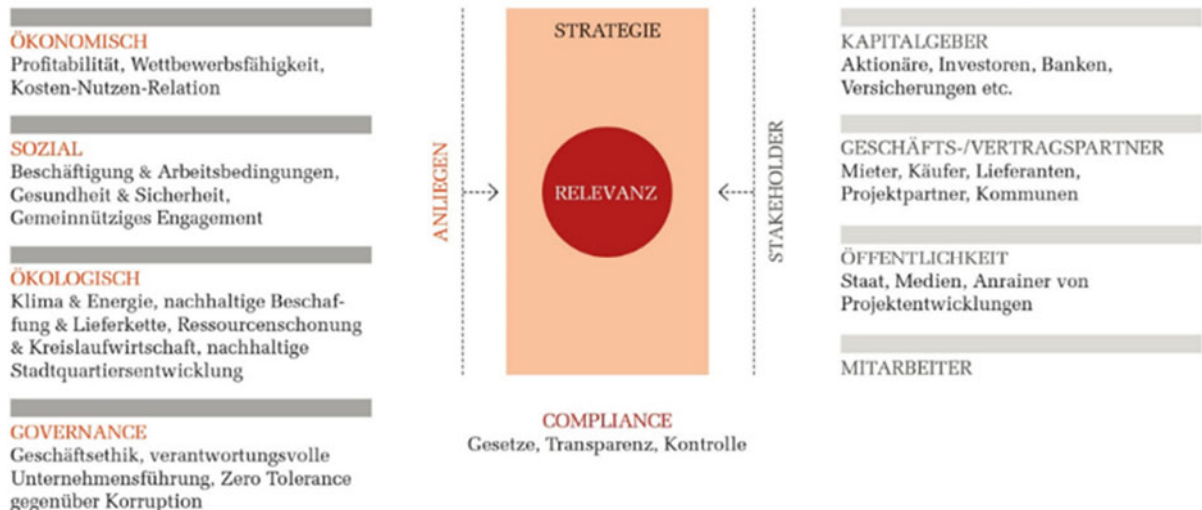 ÖKONOMISCH
Profitabilität, Wettbewerbsfähigkeit,
Kosten-Nutzen-Relation
SOZIAL
Beschäftigung & Arbeitsbedingungen,
Gesundheit & Sicherheit,
Gemeinnütziges Engagement
ÖKOLOGISCH
Klima & Energie, nachhaltige Beschaf-
fung & Lieferkette, Ressourcenschonung
& Kreislaufwirtschaft, nachhaltige
Stadtquartiersentwicklung
GOVERNANCE
Geschäftsethik, verantwortungsvolle
Unternehmensführung, Zero Tolerance
gegenüber Korruption
ANLIEGEN
STRATEGIE
RELEVANZ
STAKEHOLDER
COMPLIANCE
Gesetze, Transparenz, Kontrolle
KAPITALGEBER
Aktionäre, Investoren, Banken,
Versicherungen etc.
GESCHÄFTS-/VERTRAGSPARTNER
Mieter, Käufer, Lieferanten,
Projektpartner, Kommunen
ÖFFENTLICHKEIT
Staat, Medien, Anrainer von
Projektentwicklungen
MITARBEITER